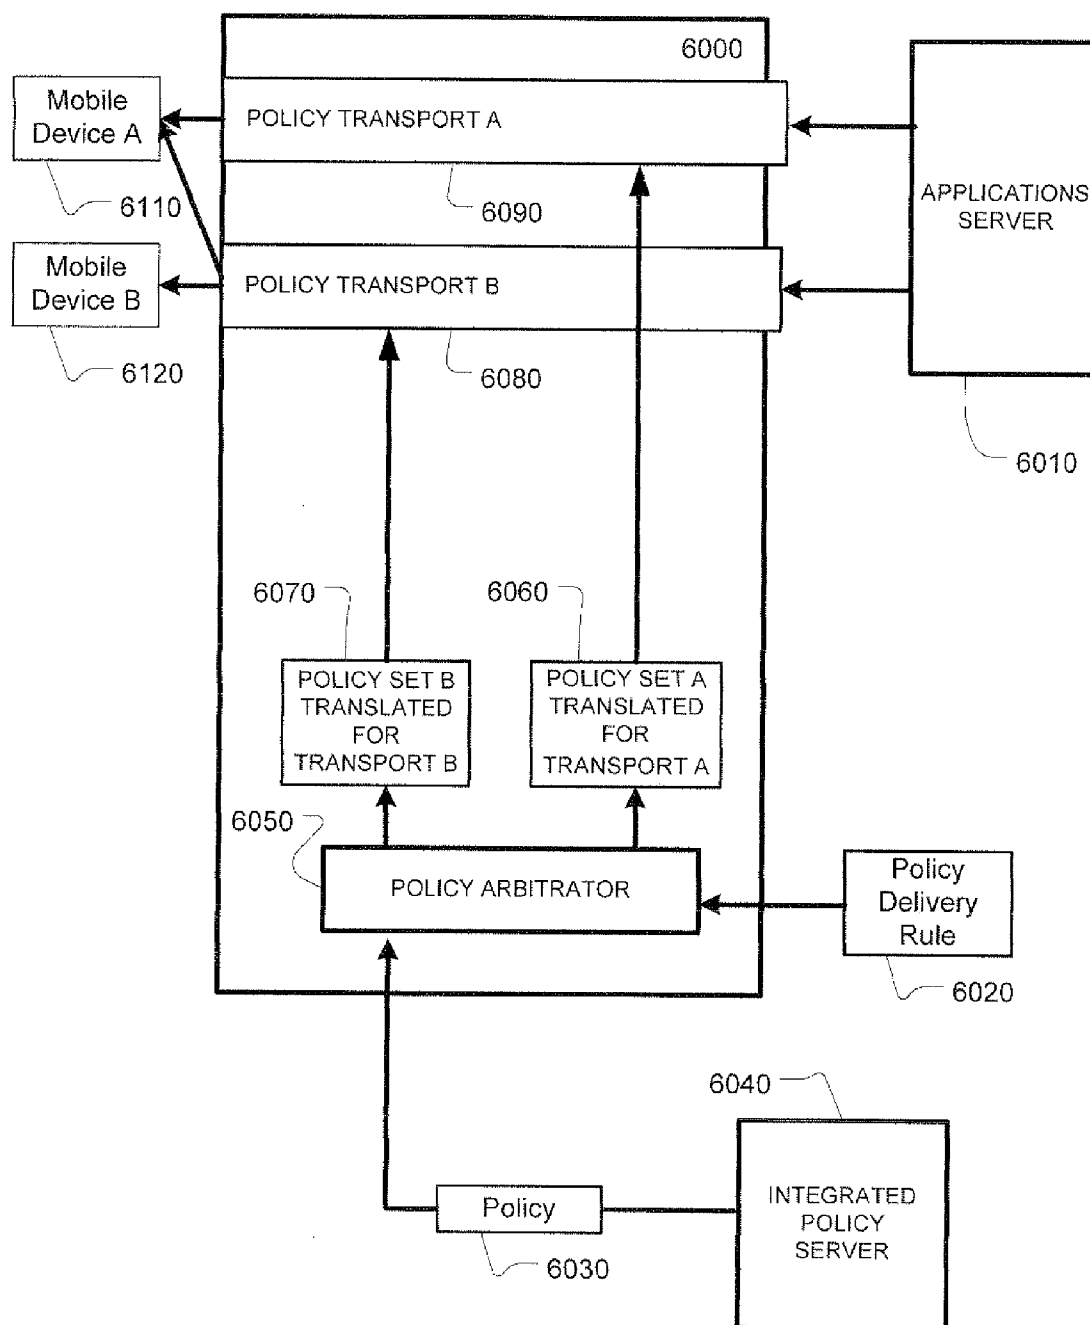 6000
Mobile
Device A
POLICY TRANSPORT A
6110
6090
APPLICATIONS
SERVER
Mobile
Device B
POLICY TRANSPORT B
6120
6080
6010
6070
6060
POLICY SET B
TRANSLATED
FOR
TRANSPORT B
POLICY SET A
TRANSLATED
FOR
TRANSPORT A
6050
POLICY ARBITRATOR
Policy
Delivery
Rule
6020
6040
Policy
6030
INTEGRATED
POLICY
SERVER